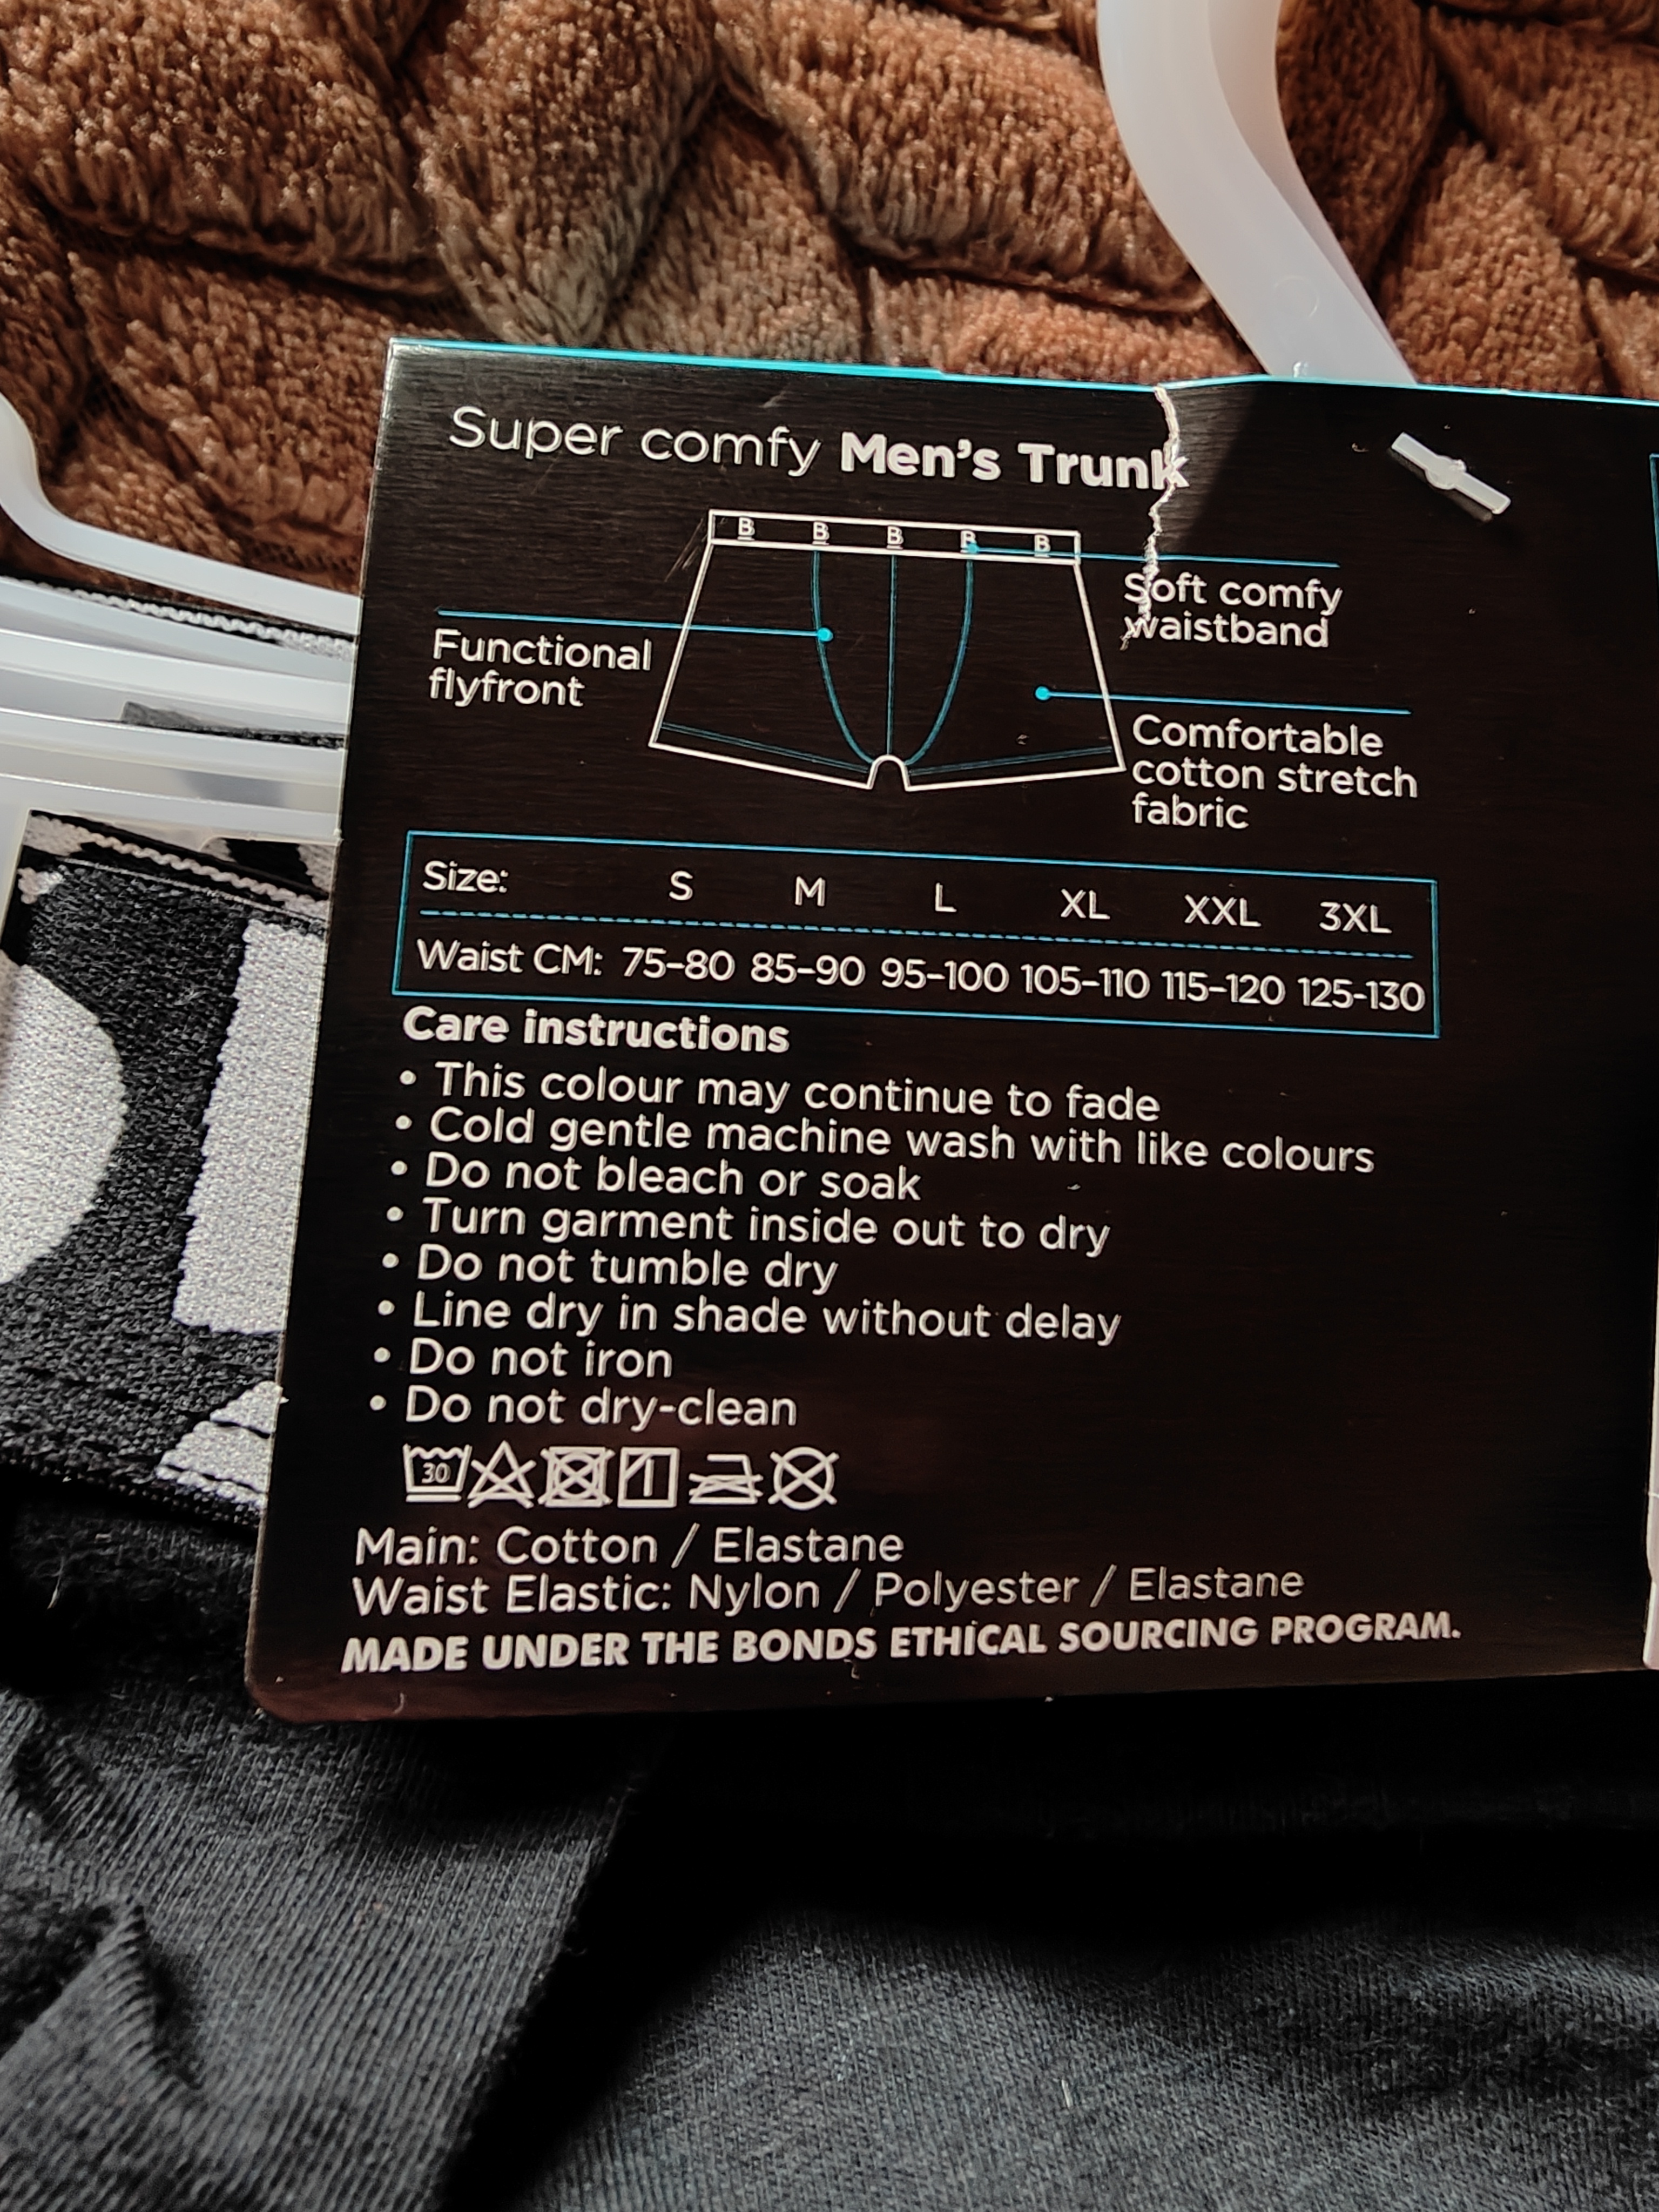 Super comfy Men's Trunk
B B B B B
Soft comfy
waistband
Functional
flyfront
Comfortable
cotton stretch
fabric
Size: S M L XL XXL 3XL
Waist CM: 75-80 85-90 95-100 105-110 115-120 125-130
Care instructions
• This colour may continue to fade
• Cold gentle machine wash with like colours
• Do not bleach or soak
• Turn garment inside out to dry
• Do not tumble dry
• Line dry in shade without delay
• Do not iron
• Do not dry-clean
30
Main: Cotton / Elastane
Waist Elastic: Nylon / Polyester / Elastane
MADE UNDER THE BONDS ETHICAL SOURCING PROGRAM.